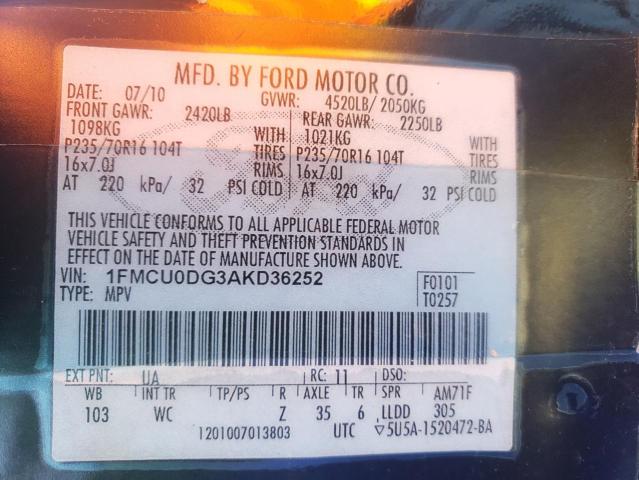 MFD. BY FORD MOTOR CO.
DATE: 07/10 GVWR: 4520LB/ 2050KG
FRONT GAWR: 2420LB REAR GAWR: 2250LB
1098KG WITH 1021KG WITH
P235/70R16 104T TIRES P235/70R16 104T TIRES
16x7.0J RIMS 16x7.0J RIMS
AT 220 kPa/ 32 PSI COLD AT 220 kPa/ 32 PSI COLD
THIS VEHICLE CONFORMS TO ALL APPLICABLE FEDERAL MOTOR
VEHICLE SAFETY AND THEFT PREVENTION STANDARDS IN
EFFECT ON THE DATE OF MANUFACTURE SHOWN ABOVE.
VIN: 1FMCU0DG3AKD36252 F0101
TYPE: MPV T0257
EXT PNT: UA RC: 11 DSO:
WB INT TR TP/PS R AXLE TR SPR AM71F
103 WC Z 35 6 LLDD 305
1201007013803 UTC ▽5U5A-1520472-BA